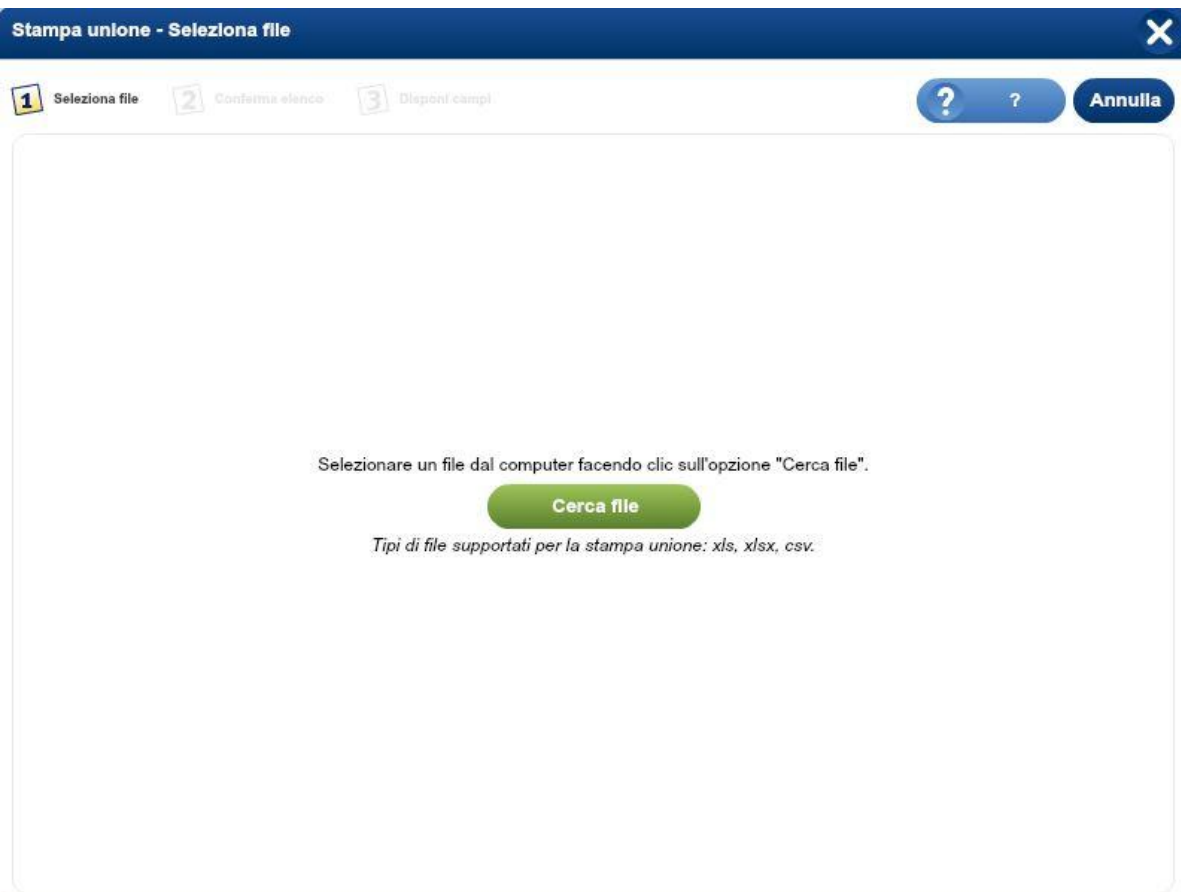 Stampa unione - Seleziona file
1 Seleziona file 2 Conferma elenco 3 Disponi campi ? ? Annulla
Selezionare un file dal computer facendo clic sull'opzione "Cerca file".
Cerca file
Tipi di file supportati per la stampa unione: xls, xlsx, csv.